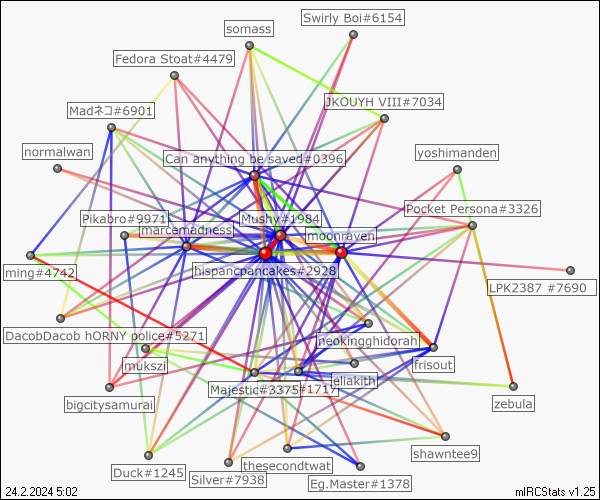 Swirly Boi#6154
somass
Fedora Stoat#4479
JKOUYH VIII#7034
Madネコ#6901
normalwan
Can anything be saved#0396
yoshimanden
Pikabro#9971
Mushy#1984
Pocket Persona#3326
marcemadness
moonraven
ming#4742
hispancpancakes#2928
LPK2387 #7690
DacobDacob hORNY police#5271
neokingghidorah
mukszi
frisout
Majestic#3375
#1717
eliakith
bigcitysamurai
zebula
shawntee9
Duck#1245
thesecondtwat
Silver#7938
Eg.Master#1378
24.2.2024 5:02
mIRCStats v1.25